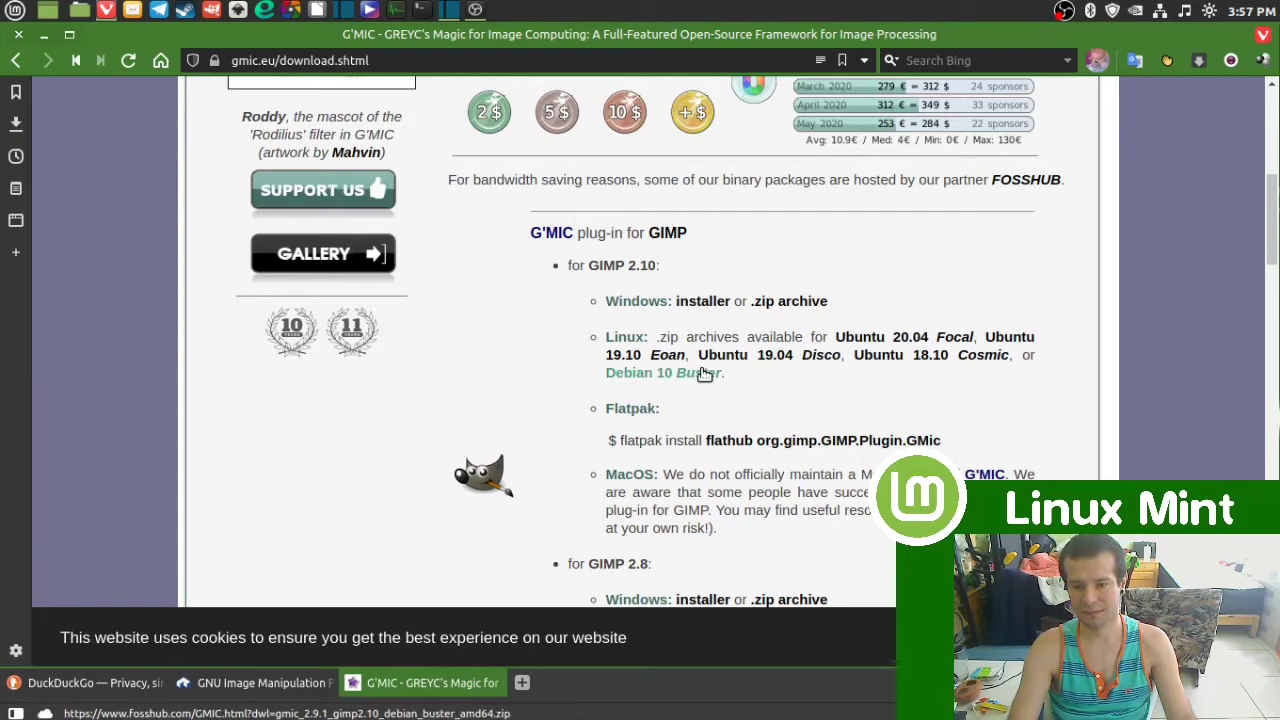 3:57 PM
G'MIC - GREYC's Magic for Image Computing: A Full-Featured Open-Source Framework for Image Processing
gmic.eu/download.shtml
Search Bing
March 2020 279 € = 312 $ 24 sponsors
April 2020 312 € = 349 $ 33 sponsors
May 2020 253 € = 284 $ 22 sponsors
Avg: 10.9€ / Med: 4€ / Min: 0€ / Max: 130€
2 $ 5 $ 10 $ + $
Roddy, the mascot of the
'Rodilius' filter in G'MIC
(artwork by Mahvin)
SUPPORT US
GALLERY
10 11
For bandwidth saving reasons, some of our binary packages are hosted by our partner FOSSHUB.
G'MIC plug-in for GIMP
• for GIMP 2.10:
◦ Windows: installer or .zip archive
◦ Linux: .zip archives available for Ubuntu 20.04 Focal, Ubuntu
19.10 Eoan, Ubuntu 19.04 Disco, Ubuntu 18.10 Cosmic, or
Debian 10 Buster.
◦ Flatpak:
$ flatpak install flathub org.gimp.GIMP.Plugin.GMic
◦ MacOS: We do not officially maintain a M G'MIC. We
are aware that some people have succe
plug-in for GIMP. You may find useful reso
at your own risk!).
• for GIMP 2.8:
◦ Windows: installer or .zip archive
Linux Mint
This website uses cookies to ensure you get the best experience on our website
DuckDuckGo — Privacy, si
GNU Image Manipulation P
G'MIC - GREYC's Magic for
https://www.fosshub.com/GMIC.html?dwl=gmic_2.9.1_gimp2.10_debian_buster_amd64.zip